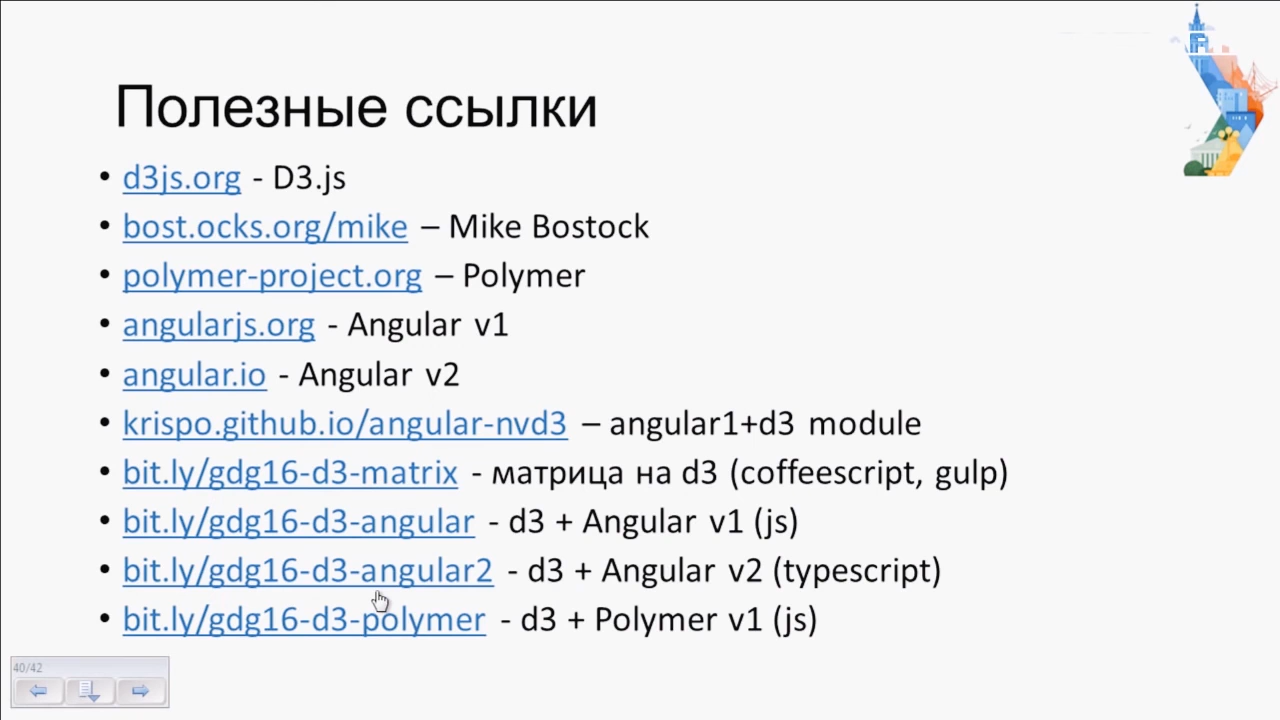 Полезные ссылки
• d3js.org - D3.js
• bost.ocks.org/mike – Mike Bostock
• polymer-project.org – Polymer
• angularjs.org - Angular v1
• angular.io - Angular v2
• krispo.github.io/angular-nvd3 – angular1+d3 module
• bit.ly/gdg16-d3-matrix - матрица на d3 (coffeescript, gulp)
• bit.ly/gdg16-d3-angular - d3 + Angular v1 (js)
• bit.ly/gdg16-d3-angular2 - d3 + Angular v2 (typescript)
• bit.ly/gdg16-d3-polymer - d3 + Polymer v1 (js)
40/42